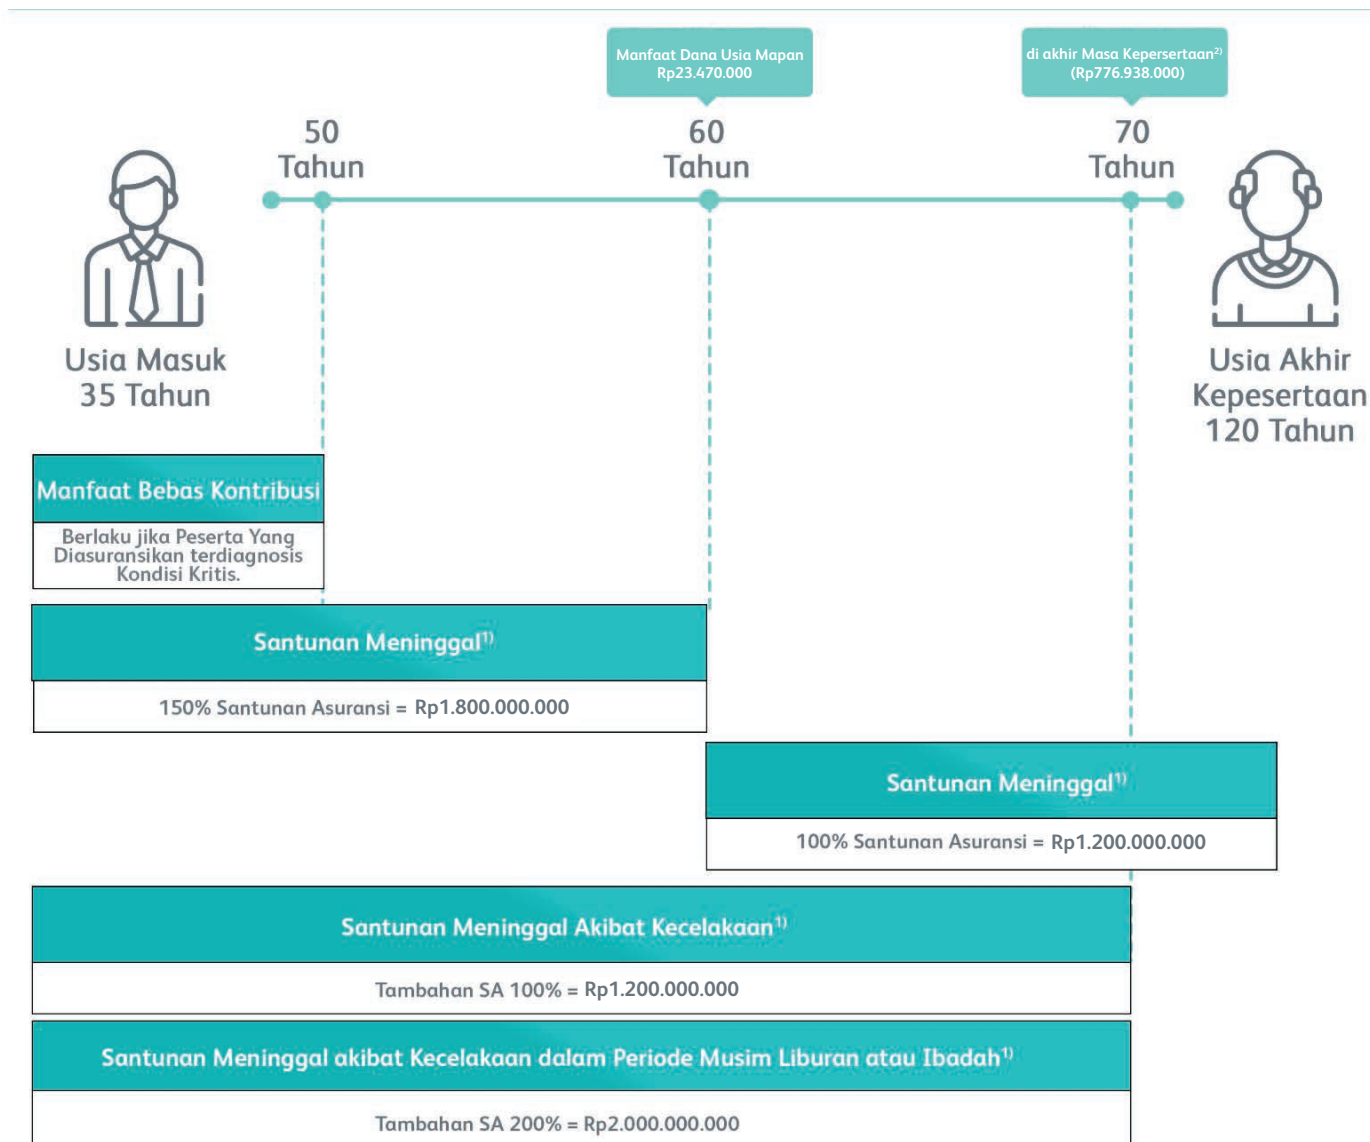 Manfaat Dana Usia Mapan
Rp23.470.000
di akhir Masa Kepersertaan²⁾
(Rp776.938.000)
50
Tahun
60
Tahun
70
Tahun
Usia Masuk
35 Tahun
Usia Akhir
Kepesertaan
120 Tahun
Manfaat Bebas Kontribusi
Berlaku jika Peserta Yang
Diasuransikan terdiagnosis
Kondisi Kritis.
Santunan Meninggal¹⁾
150% Santunan Asuransi = Rp1.800.000.000
Santunan Meninggal¹⁾
100% Santunan Asuransi = Rp1.200.000.000
Santunan Meninggal Akibat Kecelakaan¹⁾
Tambahan SA 100% = Rp1.200.000.000
Santunan Meninggal akibat Kecelakaan dalam Periode Musim Liburan atau Ibadah¹⁾
Tambahan SA 200% = Rp2.000.000.000